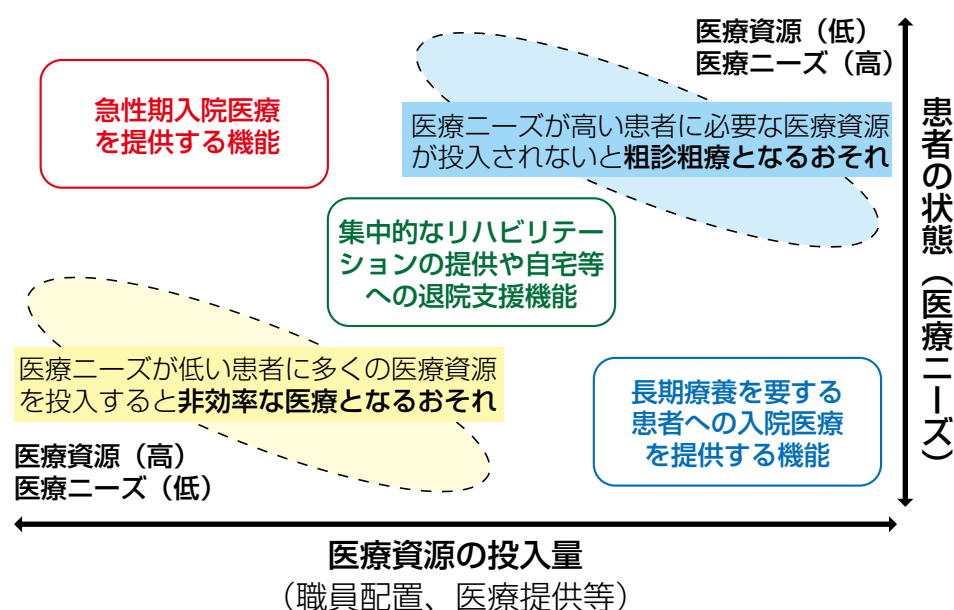 医療資源（低）
医療ニーズ（高）
急性期入院医療
を提供する機能
医療ニーズが高い患者に必要な医療資源
が投入されないと粗診粗療となるおそれ
患者の状態（医療ニーズ）
集中的なリハビリテー
ションの提供や自宅等
への退院支援機能
医療ニーズが低い患者に多くの医療資源
を投入すると非効率な医療となるおそれ
長期療養を要する
患者への入院医療
を提供する機能
医療資源（高）
医療ニーズ（低）
医療資源の投入量
（職員配置、医療提供等）